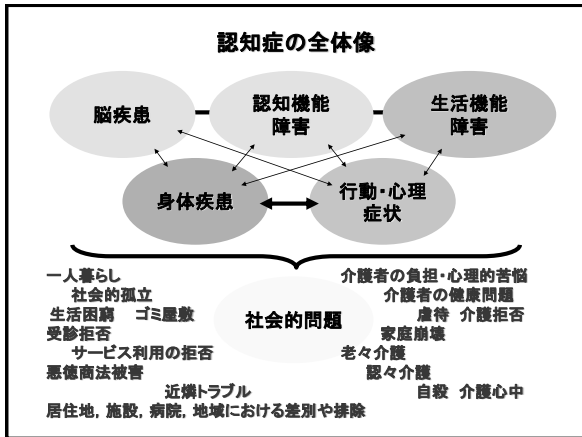 認知症の全体像
脳疾患
認知機能
障害
生活機能
障害
身体疾患
行動・心理
症状
社会的問題
一人暮らし
社会的孤立
生活困窮 ゴミ屋敷
受診拒否
サービス利用の拒否
悪徳商法被害
近隣トラブル
居住地，施設，病院，地域における差別や排除
介護者の負担・心理的苦悩
介護者の健康問題
虐待 介護拒否
家庭崩壊
老々介護
認々介護
自殺 介護心中